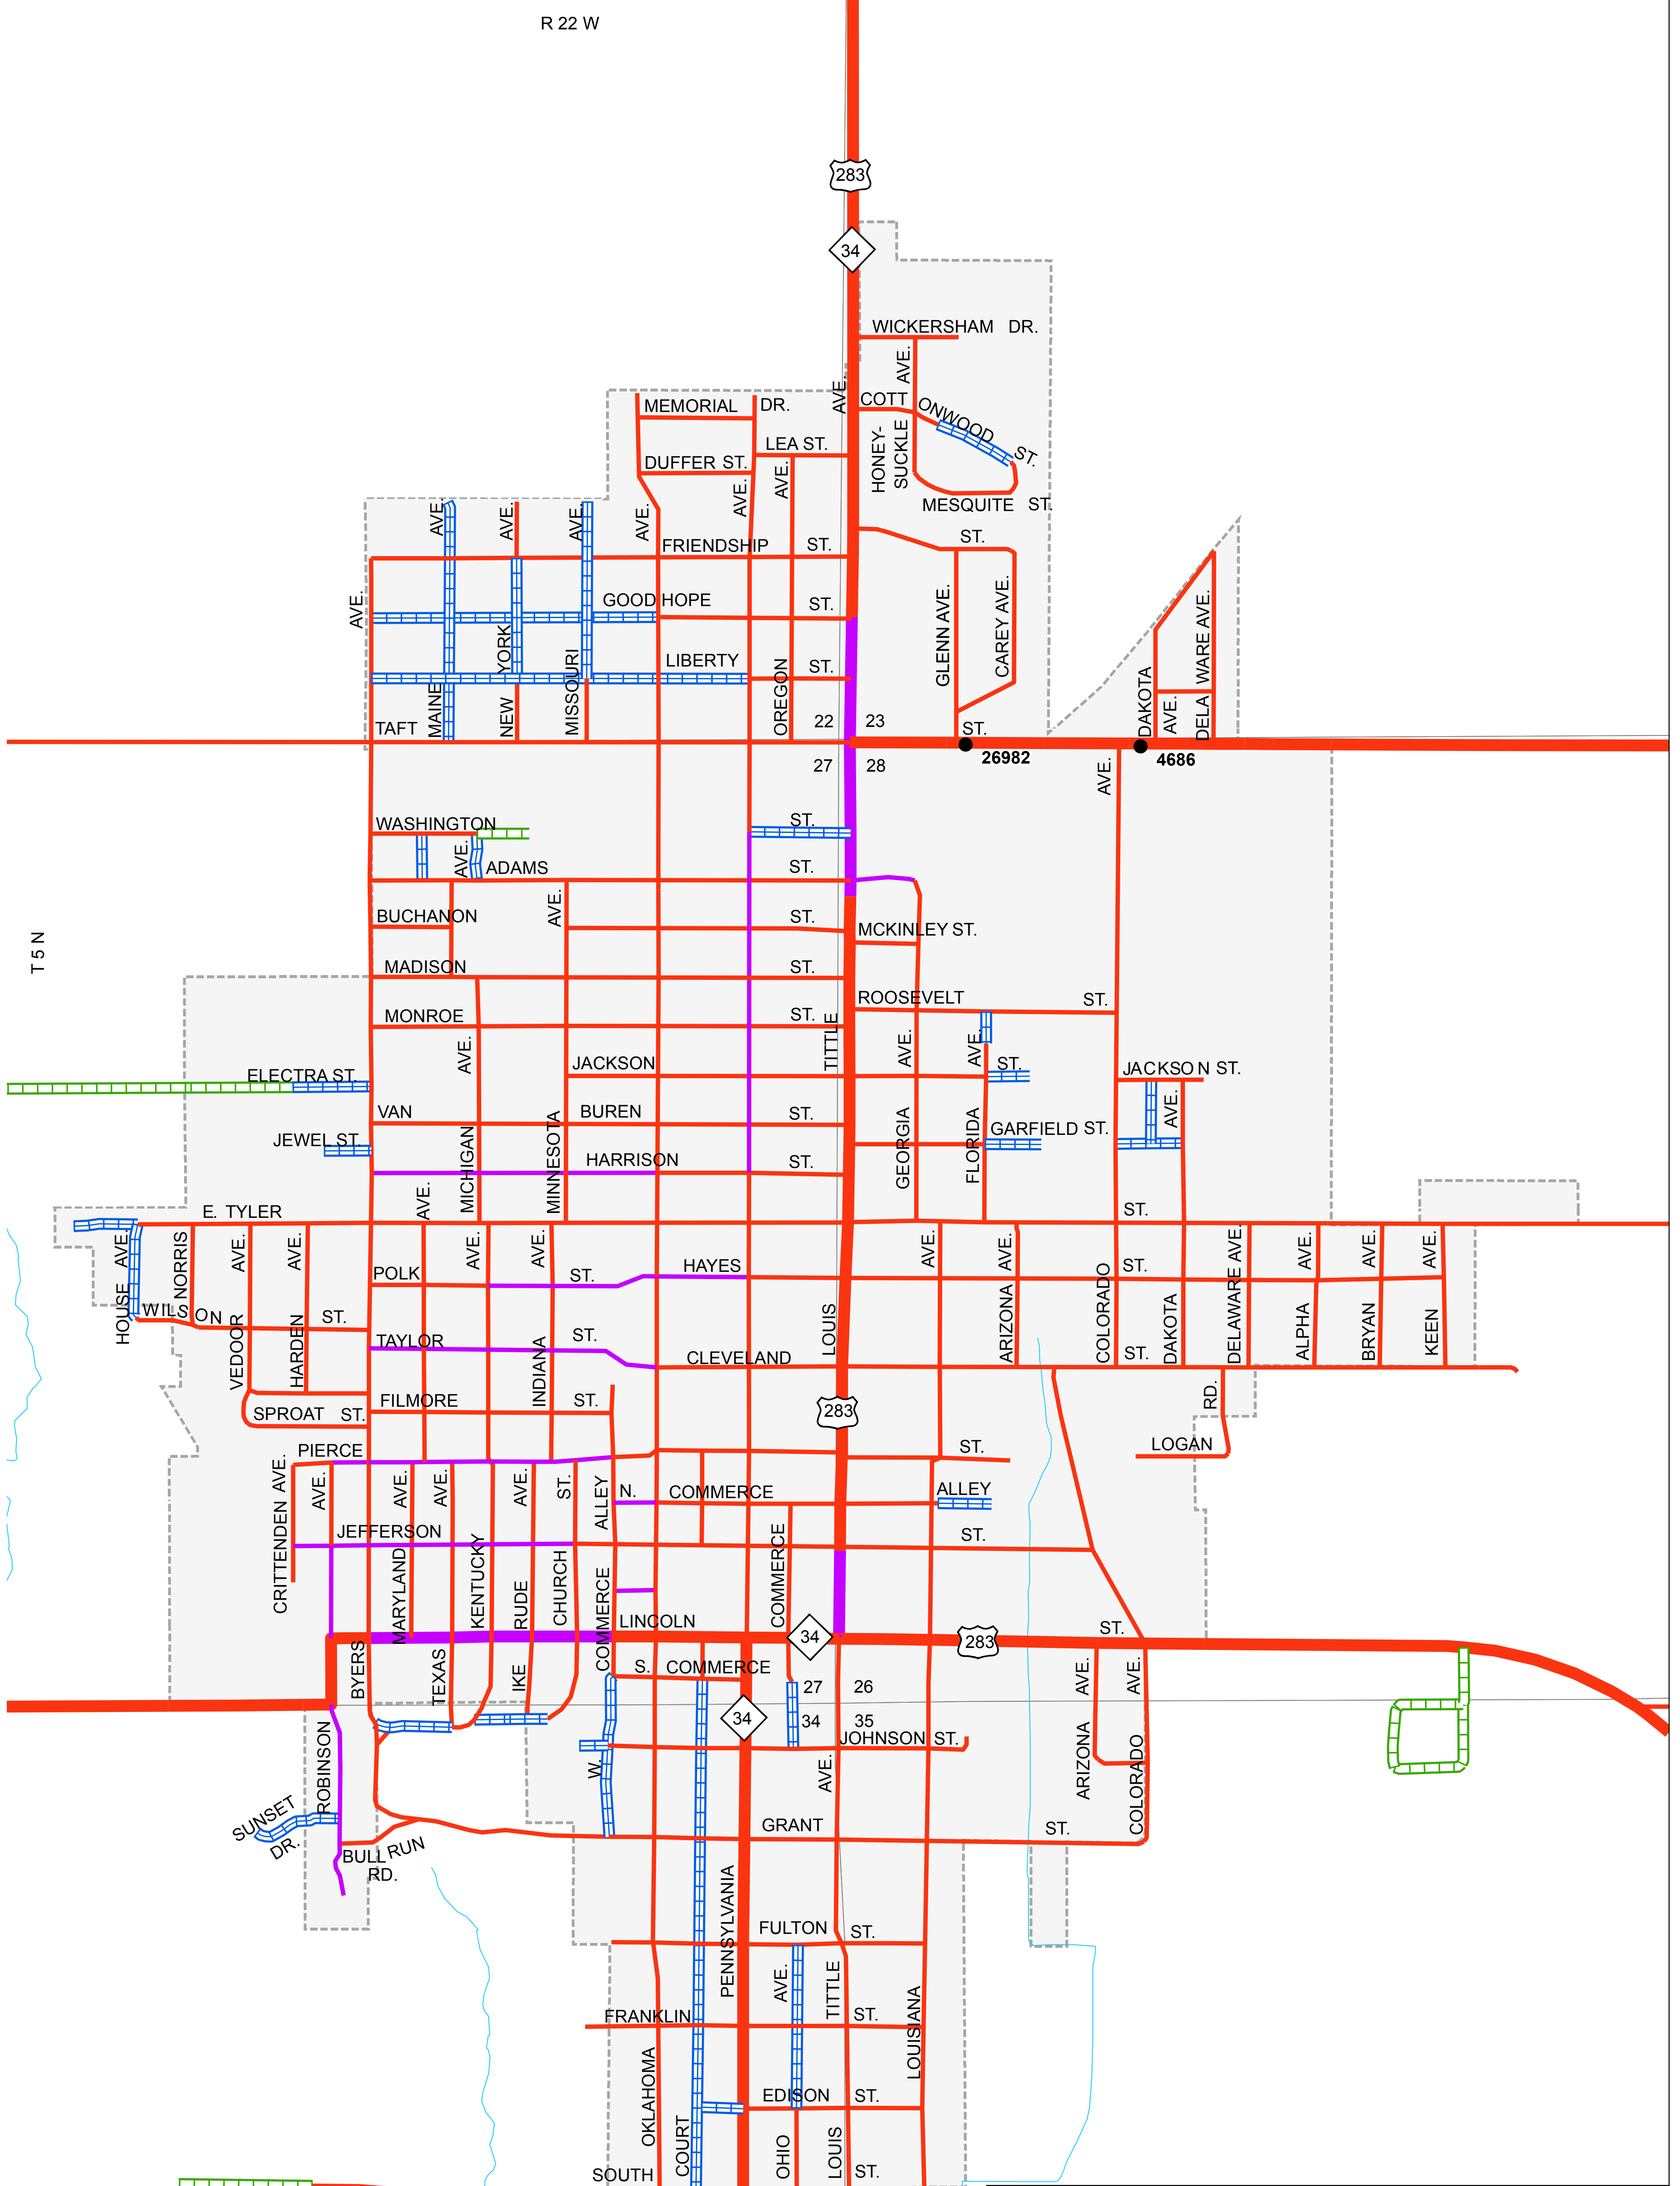 R 22 W
283
34
WICKERSHAM DR.
AVE.
AVE.
COTT ONWOOD ST.
MEMORIAL DR.
HONEY-
SUCKLE
LEA ST.
DUFFER ST.
AVE.
AVE.
MESQUITE ST.
AVE.
AVE.
AVE.
AVE.
FRIENDSHIP ST.
ST.
AVE.
GOOD HOPE ST.
GLENN AVE.
CAREY AVE.
WARE AVE.
YORK
LIBERTY ST.
MISSOURI
OREGON
MAINE
NEW
DAKOTA
AVE.
DELA
TAFT
22 23
ST.
27 28
26982
4686
AVE.
WASHINGTON ST.
AVE.
ADAMS ST.
AVE.
BUCHANON ST.
MCKINLEY ST.
T 5 N
MADISON ST.
ROOSEVELT ST.
MONROE ST.
TITTLE
AVE.
AVE.
AVE.
JACKSON ST.
JACKSON ST.
ELECTRA ST.
AVE.
VAN BUREN ST.
GARFIELD ST.
JEWEL ST.
MICHIGAN
MINNESOTA
GEORGIA
FLORIDA
HARRISON ST.
AVE.
E. TYLER ST.
AVE.
NORRIS
AVE.
AVE.
AVE.
AVE.
AVE.
ARIZONA AVE.
DELAWARE AVE.
ALPHA AVE.
BRYAN AVE.
KEEN AVE.
POLK ST.
HAYES ST.
HOUSE
WILSON ST.
VEDOOR
HARDEN
INDIANA
LOUIS
COLORADO
DAKOTA
TAYLOR ST.
CLEVELAND ST.
FILMORE ST.
283
SPROAT ST.
RD.
LOGAN
PIERCE ST.
CRITTENDEN AVE.
AVE.
AVE.
AVE.
AVE.
ST.
ALLEY
N. COMMERCE ALLEY
JEFFERSON ST.
MARYLAND
KENTUCKY
RUDE
CHURCH
COMMERCE
COMMERCE
LINCOLN ST.
34
283
BYERS
TEXAS
IKE
S. COMMERCE
AVE.
AVE.
27 26
34
34 35
JOHNSON ST.
ROBINSON
W.
AVE.
ARIZONA
COLORADO
SUNSET
DR.
GRANT ST.
BULL RUN
RD.
PENNSYLVANIA
FULTON ST.
AVE.
TITTLE
FRANKLIN ST.
LOUISIANA
OKLAHOMA
EDISON ST.
COURT
OHIO
LOUIS
SOUTH ST.